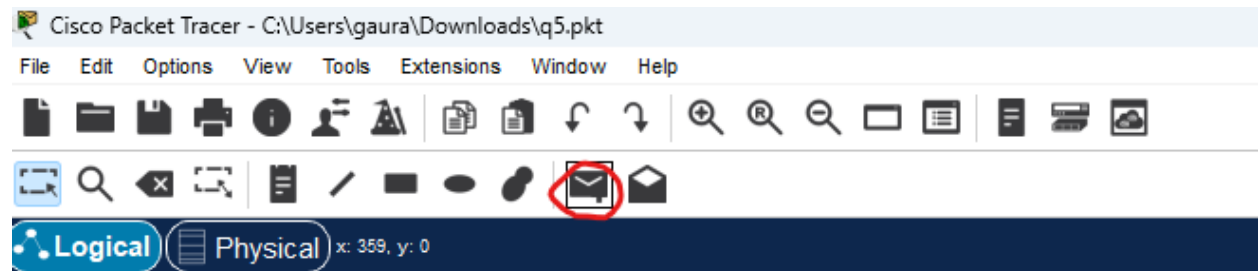 Cisco Packet Tracer - C:\Users\gaura\Downloads\q5.pkt
File Edit Options View Tools Extensions Window Help
Logical Physical x: 359, y: 0